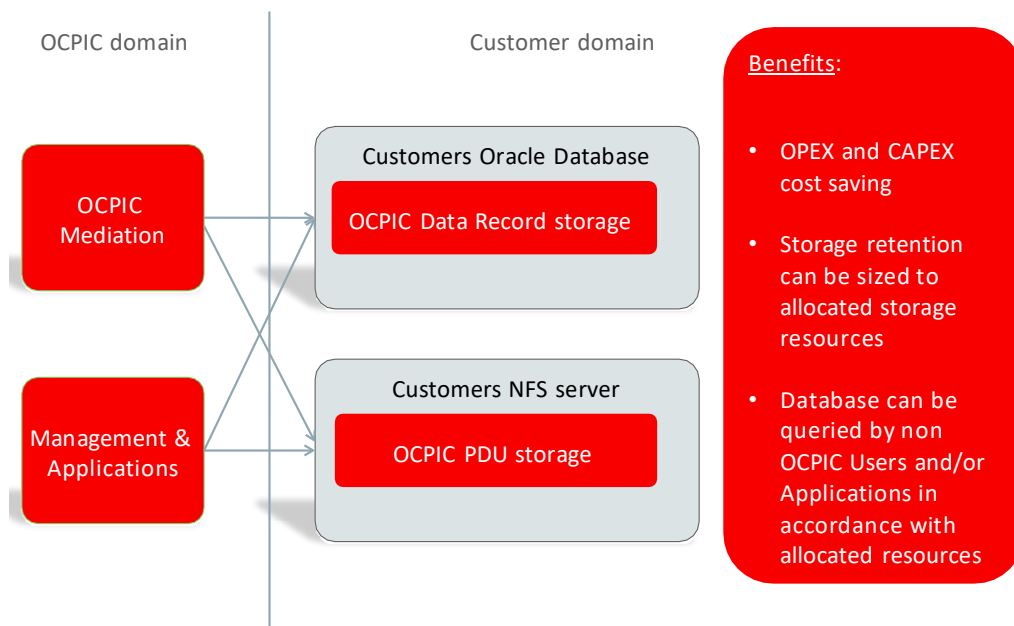 OCPIC domain
Customer domain
OCPIC
Mediation
Management &
Applications
Customers Oracle Database
OCPIC Data Record storage
Customers NFS server
OCPIC PDU storage
Benefits:
• OPEX and CAPEX
cost saving
• Storage retention
can be sized to
allocated storage
resources
• Database can be
queried by non
OCPIC Users and/or
Applications in
accordance with
allocated resources